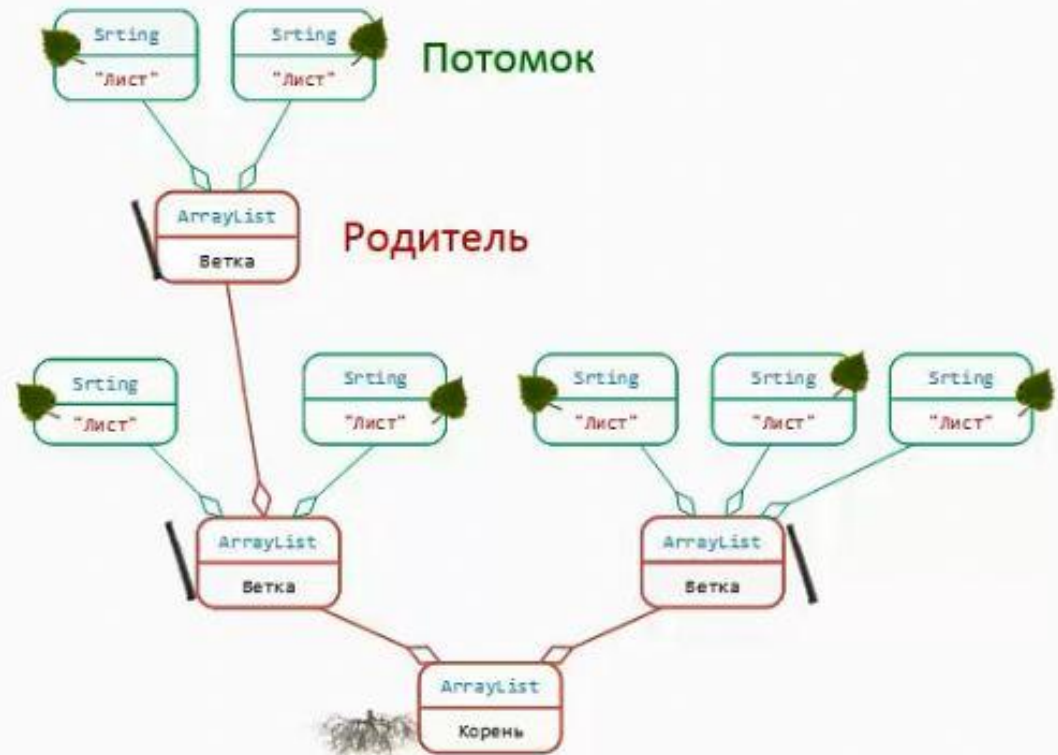 Srting
"Лист"
Srting
"Лист"
Потомок
ArrayList
Ветка
Родитель
Srting
"Лист"
Srting
"Лист"
Srting
"Лист"
Srting
"Лист"
Srting
"Лист"
ArrayList
Ветка
ArrayList
Ветка
ArrayList
Корень